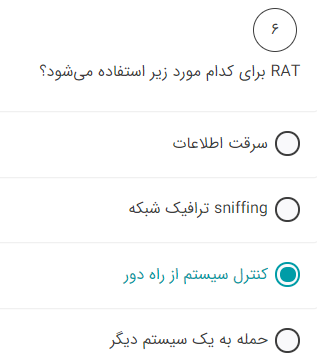 ۶
RAT برای کدام مورد زیر استفاده می‌شود؟
سرقت اطلاعات
sniffing ترافیک شبکه
کنترل سیستم از راه دور
حمله به یک سیستم دیگر